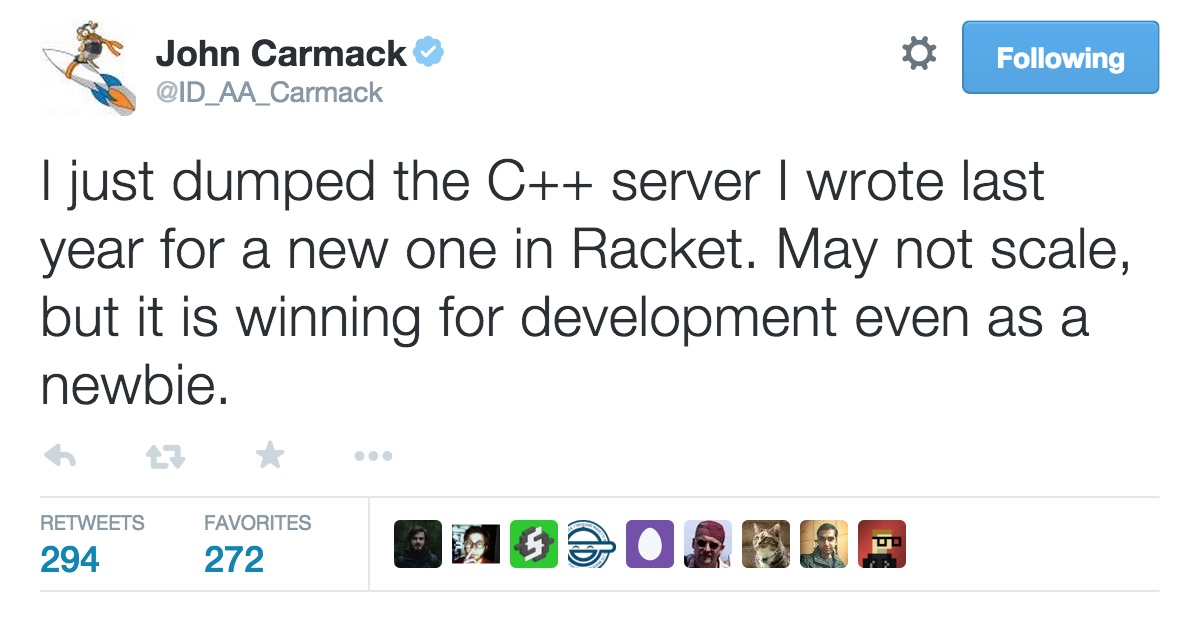 John Carmack
@ID_AA_Carmack
Following
I just dumped the C++ server I wrote last
year for a new one in Racket. May not scale,
but it is winning for development even as a
newbie.
RETWEETS
FAVORITES
294
272